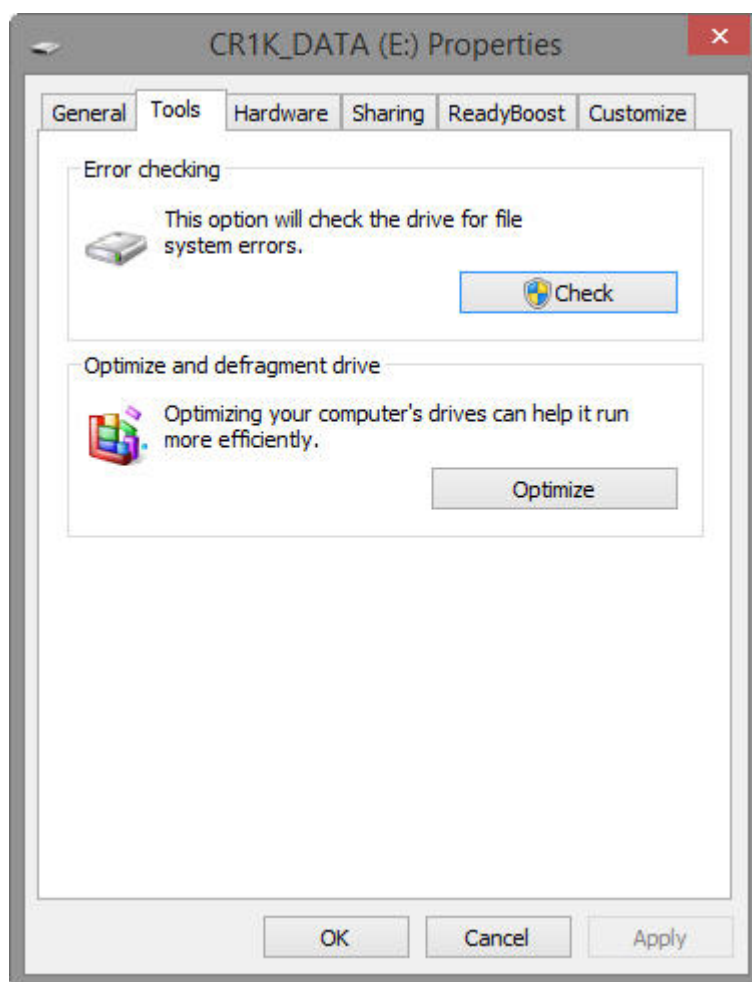 CR1K_DATA (E:) Properties
General Tools Hardware Sharing ReadyBoost Customize
Error checking
This option will check the drive for file
system errors.
Check
Optimize and defragment drive
Optimizing your computer's drives can help it run
more efficiently.
Optimize
OK Cancel Apply